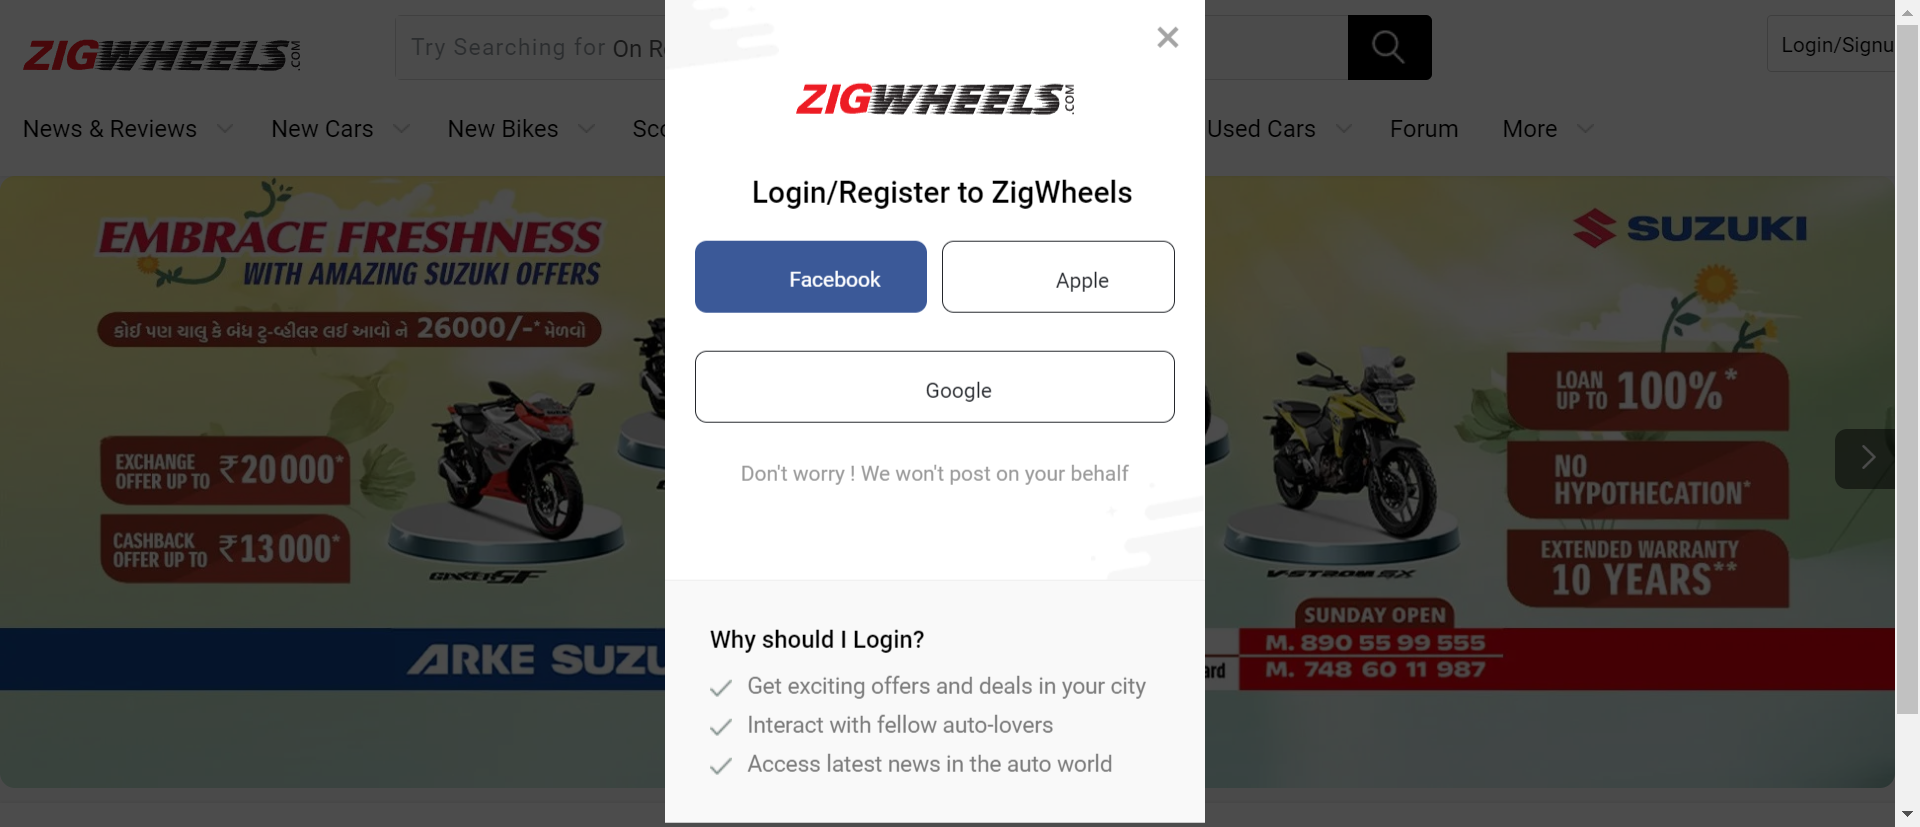 ZIGWHEELS.COM
Try Searching for On R
Login/Signu
News & Reviews
New Cars
New Bikes
Sco
Used Cars
Forum
More
ZIGWHEELS.COM
Login/Register to ZigWheels
Facebook
Apple
Google
Don't worry ! We won't post on your behalf
Why should I Login?
Get exciting offers and deals in your city
Interact with fellow auto-lovers
Access latest news in the auto world
EMBRACE FRESHNESS
WITH AMAZING SUZUKI OFFERS
કોઈ પણ ચાલુ કે બંધ ટુ-વ્હીલર લઈ આવો ને 26000/-* મેળવો
EXCHANGE
OFFER UP TO ₹20000*
CASHBACK
OFFER UP TO ₹13000*
GIXXER SF
ARKE SUZU
SUZUKI
LOAN
UP TO 100%*
NO
HYPOTHECATION*
EXTENDED WARRANTY
10 YEARS**
V-STROM SX
SUNDAY OPEN
M. 890 55 99 555
ard
M. 748 60 11 987